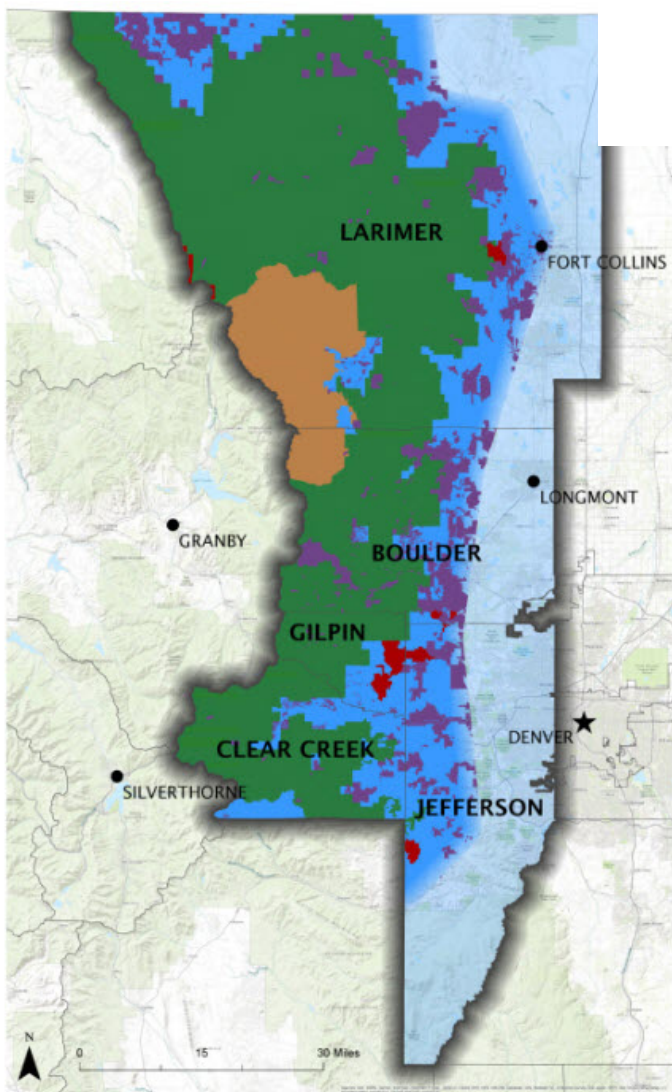 LARIMER
FORT COLLINS
LONGMONT
GRANBY
BOULDER
GILPIN
DENVER
CLEAR CREEK
SILVERTHORNE
JEFFERSON
N
0 15 30 Miles